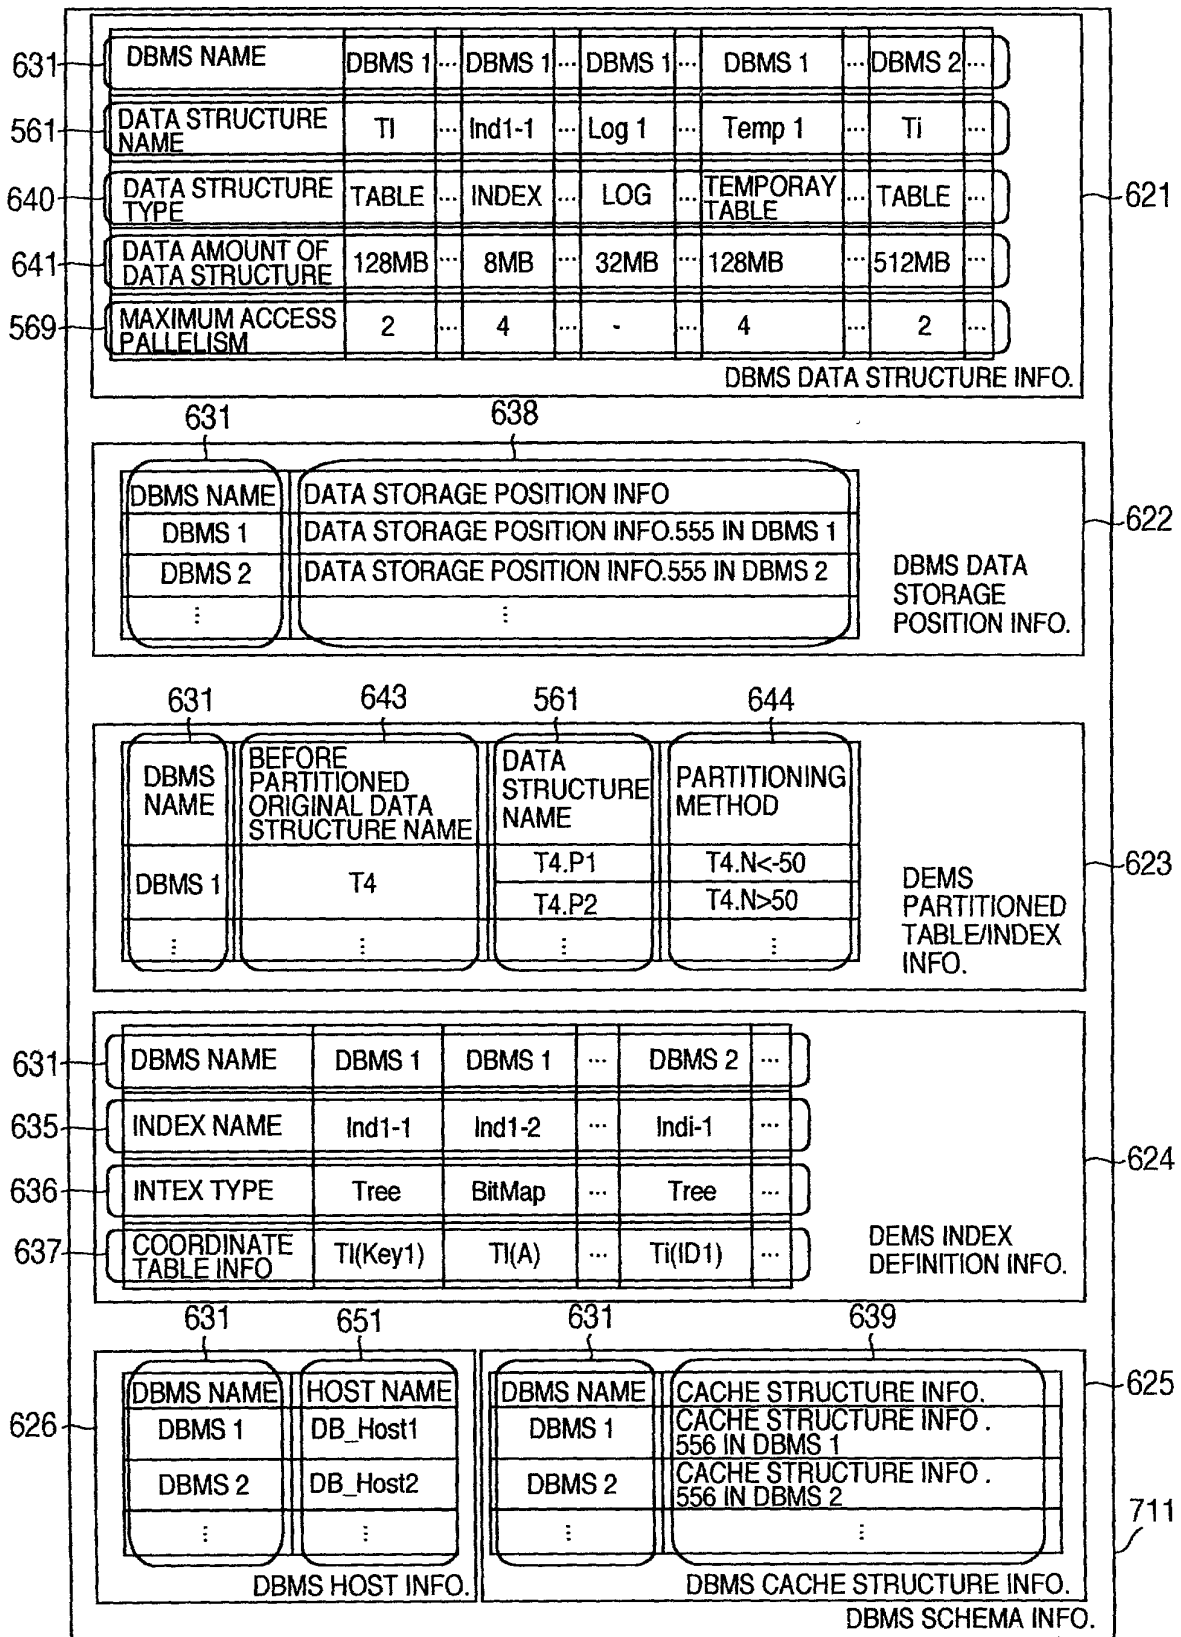 631 DBMS NAME DBMS 1 ... DBMS 1 ... DBMS 1 ... DBMS 1 ... DBMS 2 ...
561 DATA STRUCTURE NAME Tl ... Ind1-1 ... Log 1 ... Temp 1 ... Ti ...
640 DATA STRUCTURE TYPE TABLE ... INDEX ... LOG ... TEMPORAY TABLE ... TABLE ...
621
641 DATA AMOUNT OF DATA STRUCTURE 128MB ... 8MB ... 32MB ... 128MB ... 512MB ...
569 MAXIMUM ACCESS PALLELISM 2 ... 4 ... - ... 4 ... 2 ...
DBMS DATA STRUCTURE INFO.
631 638
DBMS NAME DATA STORAGE POSITION INFO
DBMS 1 DATA STORAGE POSITION INFO.555 IN DBMS 1
622
DBMS 2 DATA STORAGE POSITION INFO.555 IN DBMS 2
⋮ ⋮
DBMS DATA
STORAGE
POSITION INFO.
631 643 561 644
DBMS NAME BEFORE PARTITIONED ORIGINAL DATA STRUCTURE NAME DATA STRUCTURE NAME PARTITIONING METHOD
DBMS 1 T4 T4.P1 T4.N<-50
T4.P2 T4.N>50
⋮ ⋮ ⋮ ⋮
623
DEMS
PARTITIONED
TABLE/INDEX
INFO.
631 DBMS NAME DBMS 1 DBMS 1 ... DBMS 2 ...
635 INDEX NAME Ind1-1 Ind1-2 ... Indi-1 ...
624
636 INTEX TYPE Tree BitMap ... Tree ...
637 COORDINATE TABLE INFO Tl(Key1) Tl(A) ... Ti(ID1) ...
DEMS INDEX
DEFINITION INFO.
631 651 631 639
DBMS NAME HOST NAME
626 DBMS 1 DB_Host1
DBMS 2 DB_Host2
⋮ ⋮
DBMS HOST INFO.
DBMS NAME CACHE STRUCTURE INFO.
625
DBMS 1 CACHE STRUCTURE INFO . 556 IN DBMS 1
DBMS 2 CACHE STRUCTURE INFO . 556 IN DBMS 2
⋮ ⋮
711
DBMS CACHE STRUCTURE INFO.
DBMS SCHEMA INFO.